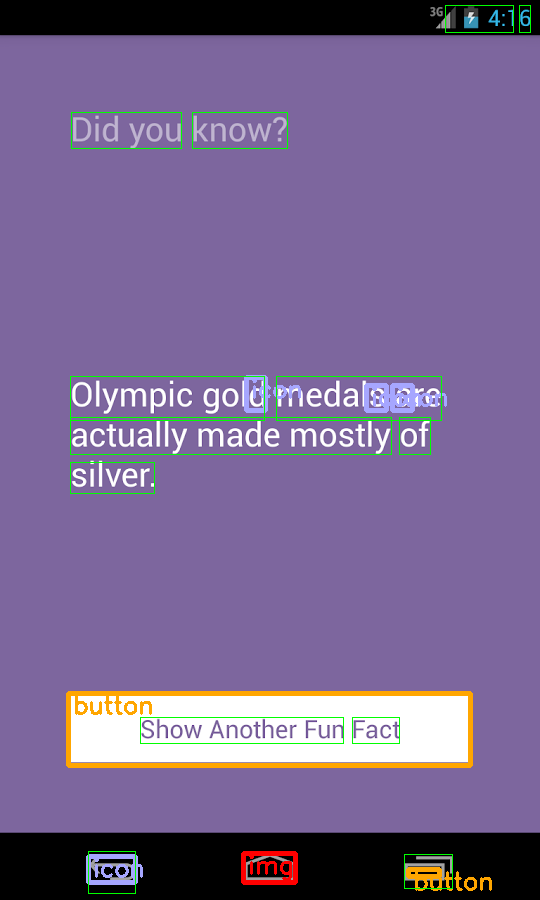 3G 4:16
Did you know?
icon
Olympic gold medals are
actually made mostly of
silver.
button
Show Another Fun Fact
icon
img
button